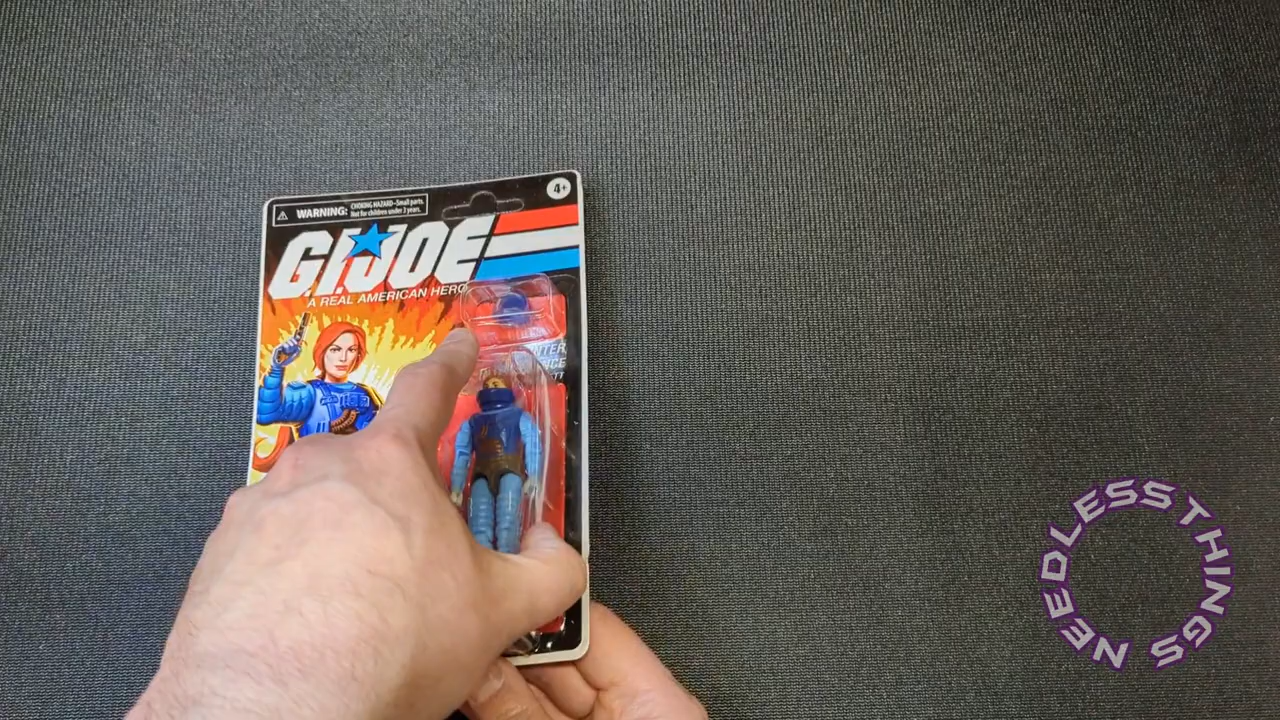 WARNING: CHOKING HAZARD-Small parts.
Not for children under 3 years.
4+
G.I. JOE
A REAL AMERICAN HERO
NEEDLESS THINGS